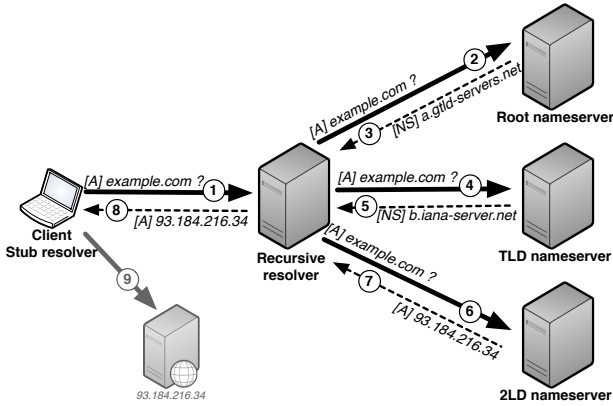 2
[A] example.com ?
[NS] a.gtld-servers.net
3
Root nameserver
[A] example.com ?
1
8
[A] 93.184.216.34
Client
Stub resolver
Recursive
resolver
[A] example.com ?
4
5
[NS] b.iana-server.net
TLD nameserver
[A] example.com ?
7
6
[A] 93.184.216.34
2LD nameserver
9
93.184.216.34